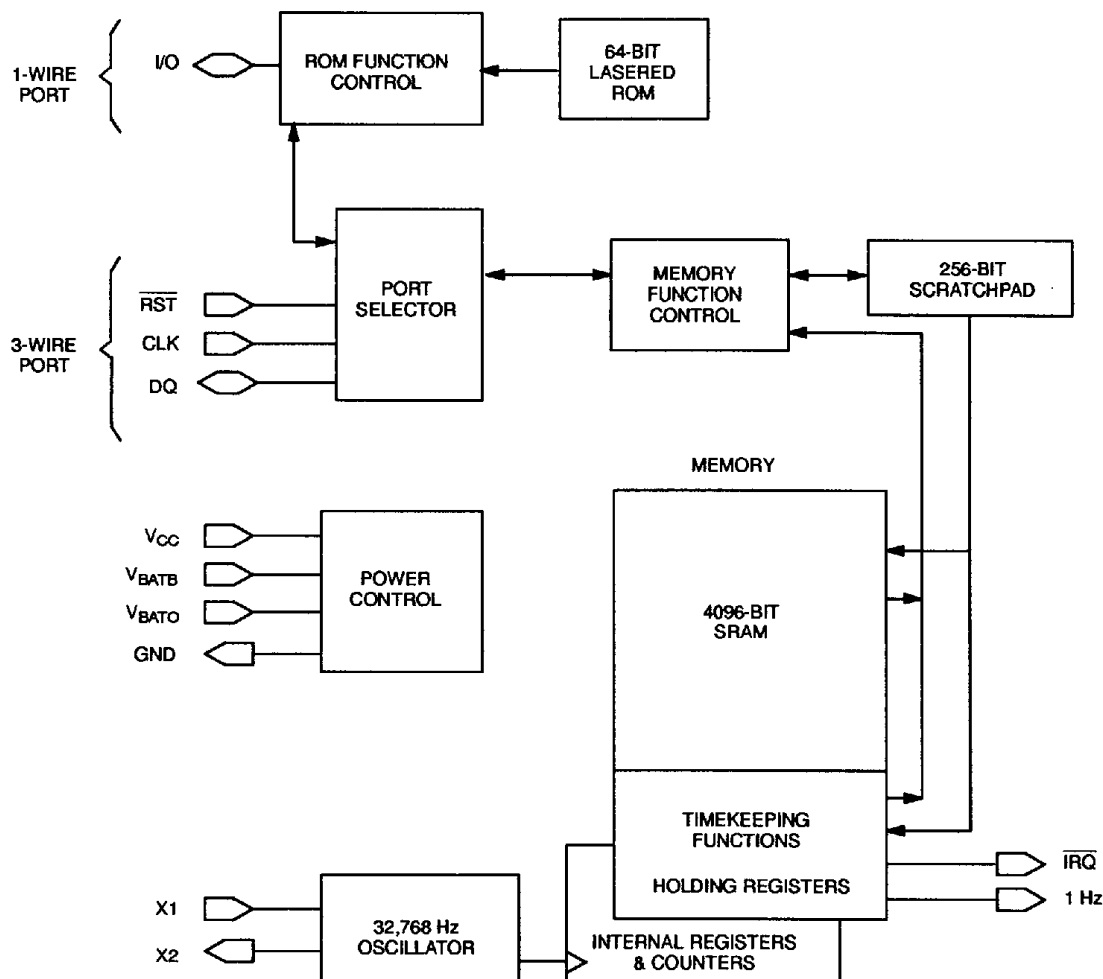 1-WIRE
PORT
I/O
ROM FUNCTION
CONTROL
64-BIT
LASERED
ROM
3-WIRE
PORT
RST
CLK
DQ
PORT
SELECTOR
MEMORY
FUNCTION
CONTROL
256-BIT
SCRATCHPAD
MEMORY
VCC
VBATB
VBATO
GND
POWER
CONTROL
4096-BIT
SRAM
TIMEKEEPING
FUNCTIONS
HOLDING REGISTERS
IRQ
1 Hz
X1
X2
32,768 Hz
OSCILLATOR
INTERNAL REGISTERS
& COUNTERS